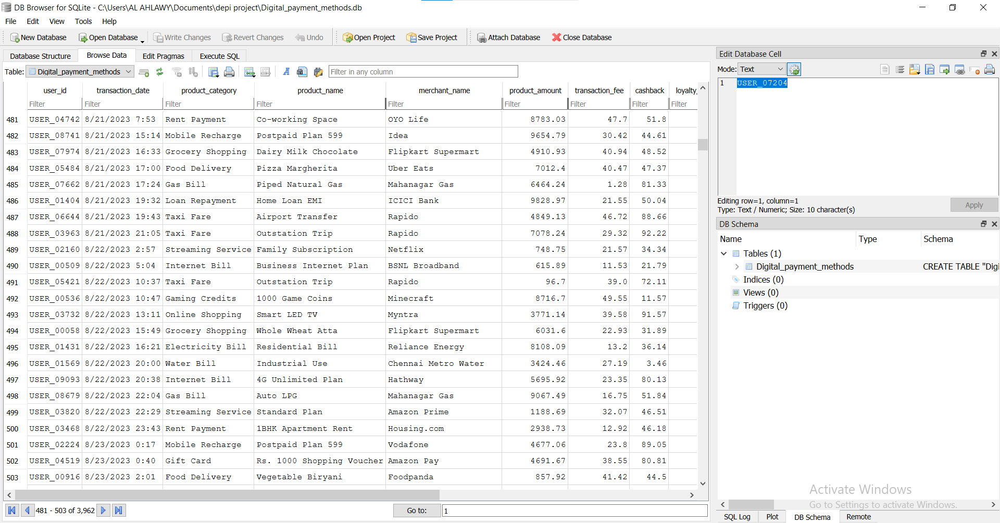 DB Browser for SQLite - C:\Users\AL AHLAWY\Documents\depi project\Digital_payment_methods.db
File Edit View Tools Help
New Database Open Database Write Changes Revert Changes Undo Open Project Save Project Attach Database Close Database
Database Structure Browse Data Edit Pragmas Execute SQL
Table: Digital_payment_methods Filter in any column
user_id transaction_date product_category product_name merchant_name product_amount transaction_fee cashback loyalty_
Filter Filter Filter Filter Filter Filter Filter Filter Filter
481 USER_04742 8/21/2023 7:53 Rent Payment Co-working Space OYO Life 8783.03 47.7 51.8
482 USER_08741 8/21/2023 15:14 Mobile Recharge Postpaid Plan 599 Idea 9654.79 30.42 44.61
483 USER_07974 8/21/2023 16:33 Grocery Shopping Dairy Milk Chocolate Flipkart Supermart 4910.93 40.94 48.52
484 USER_05484 8/21/2023 17:00 Food Delivery Pizza Margherita Uber Eats 7012.4 40.47 47.37
485 USER_07662 8/21/2023 17:24 Gas Bill Piped Natural Gas Mahanagar Gas 6464.24 1.28 81.33
486 USER_01404 8/21/2023 19:32 Loan Repayment Home Loan EMI ICICI Bank 9828.97 21.55 50.04
487 USER_06644 8/21/2023 19:43 Taxi Fare Airport Transfer Rapido 4849.13 46.72 88.66
488 USER_03963 8/21/2023 21:05 Taxi Fare Outstation Trip Rapido 7078.24 29.32 92.22
489 USER_02160 8/22/2023 2:57 Streaming Service Family Subscription Netflix 748.75 21.57 34.34
490 USER_00509 8/22/2023 5:04 Internet Bill Business Internet Plan BSNL Broadband 615.89 11.53 21.79
491 USER_05421 8/22/2023 10:37 Taxi Fare Outstation Trip Rapido 96.7 39.0 72.11
492 USER_00536 8/22/2023 10:47 Gaming Credits 1000 Game Coins Minecraft 8716.7 49.55 11.57
493 USER_03732 8/22/2023 13:11 Online Shopping Smart LED TV Myntra 3771.14 39.58 91.57
494 USER_00058 8/22/2023 15:49 Grocery Shopping Whole Wheat Atta Flipkart Supermart 6031.6 22.93 31.89
495 USER_01431 8/22/2023 16:21 Electricity Bill Residential Bill Reliance Energy 8108.09 13.2 36.14
496 USER_01569 8/22/2023 20:00 Water Bill Industrial Use Chennai Metro Water 3424.46 27.19 3.46
497 USER_09093 8/22/2023 20:38 Internet Bill 4G Unlimited Plan Hathway 5695.92 23.35 80.13
498 USER_08679 8/22/2023 22:04 Gas Bill Auto LPG Mahanagar Gas 9067.49 16.75 51.84
499 USER_03820 8/22/2023 22:29 Streaming Service Standard Plan Amazon Prime 1188.69 32.07 46.51
500 USER_03468 8/22/2023 23:43 Rent Payment 1BHK Apartment Rent Housing.com 2938.73 12.92 46.18
501 USER_02224 8/23/2023 0:17 Mobile Recharge Postpaid Plan 599 Vodafone 4677.06 23.8 89.05
502 USER_04519 8/23/2023 0:40 Gift Card Rs. 1000 Shopping Voucher Amazon Pay 4691.67 38.55 80.81
503 USER_00916 8/23/2023 2:01 Food Delivery Vegetable Biryani Foodpanda 857.92 41.42 44.5
481 - 503 of 3,962 Go to: 1
Edit Database Cell
Mode: Text
1 USER_07204
Editing row=1, column=1
Type: Text / Numeric; Size: 10 character(s)
Apply
DB Schema
Name Type Schema
Tables (1)
Digital_payment_methods CREATE TABLE "Digi
Indices (0)
Views (0)
Triggers (0)
Activate Windows
Go to Settings to activate Windows.
SQL Log Plot DB Schema Remote